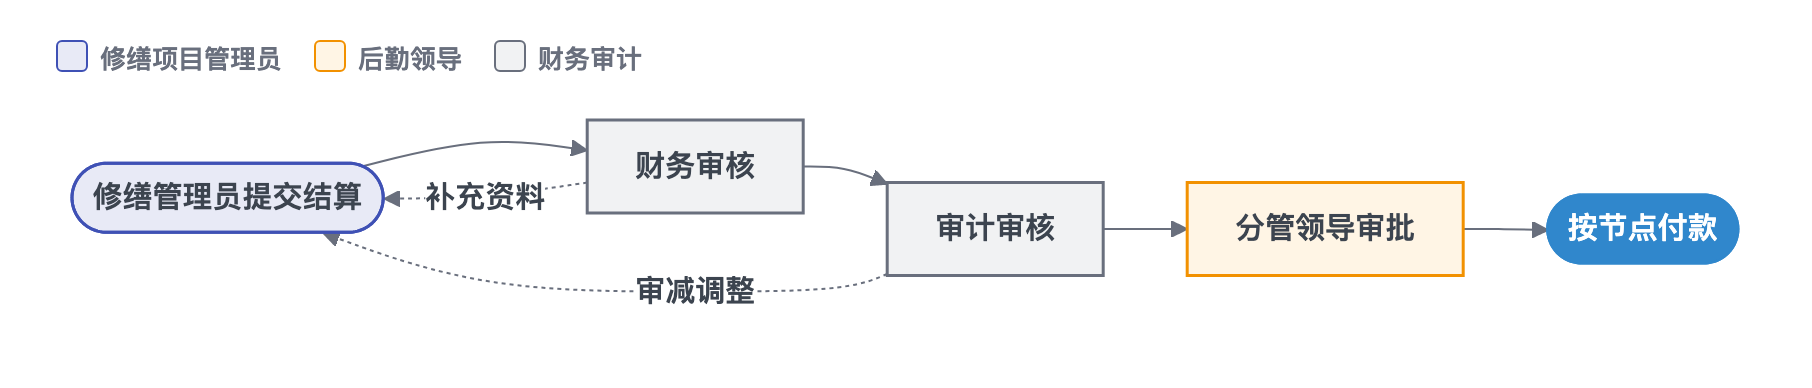 修缮项目管理员
后勤领导
财务审计
财务审核
修缮管理员提交结算
补充资料
审计审核
分管领导审批
按节点付款
审减调整